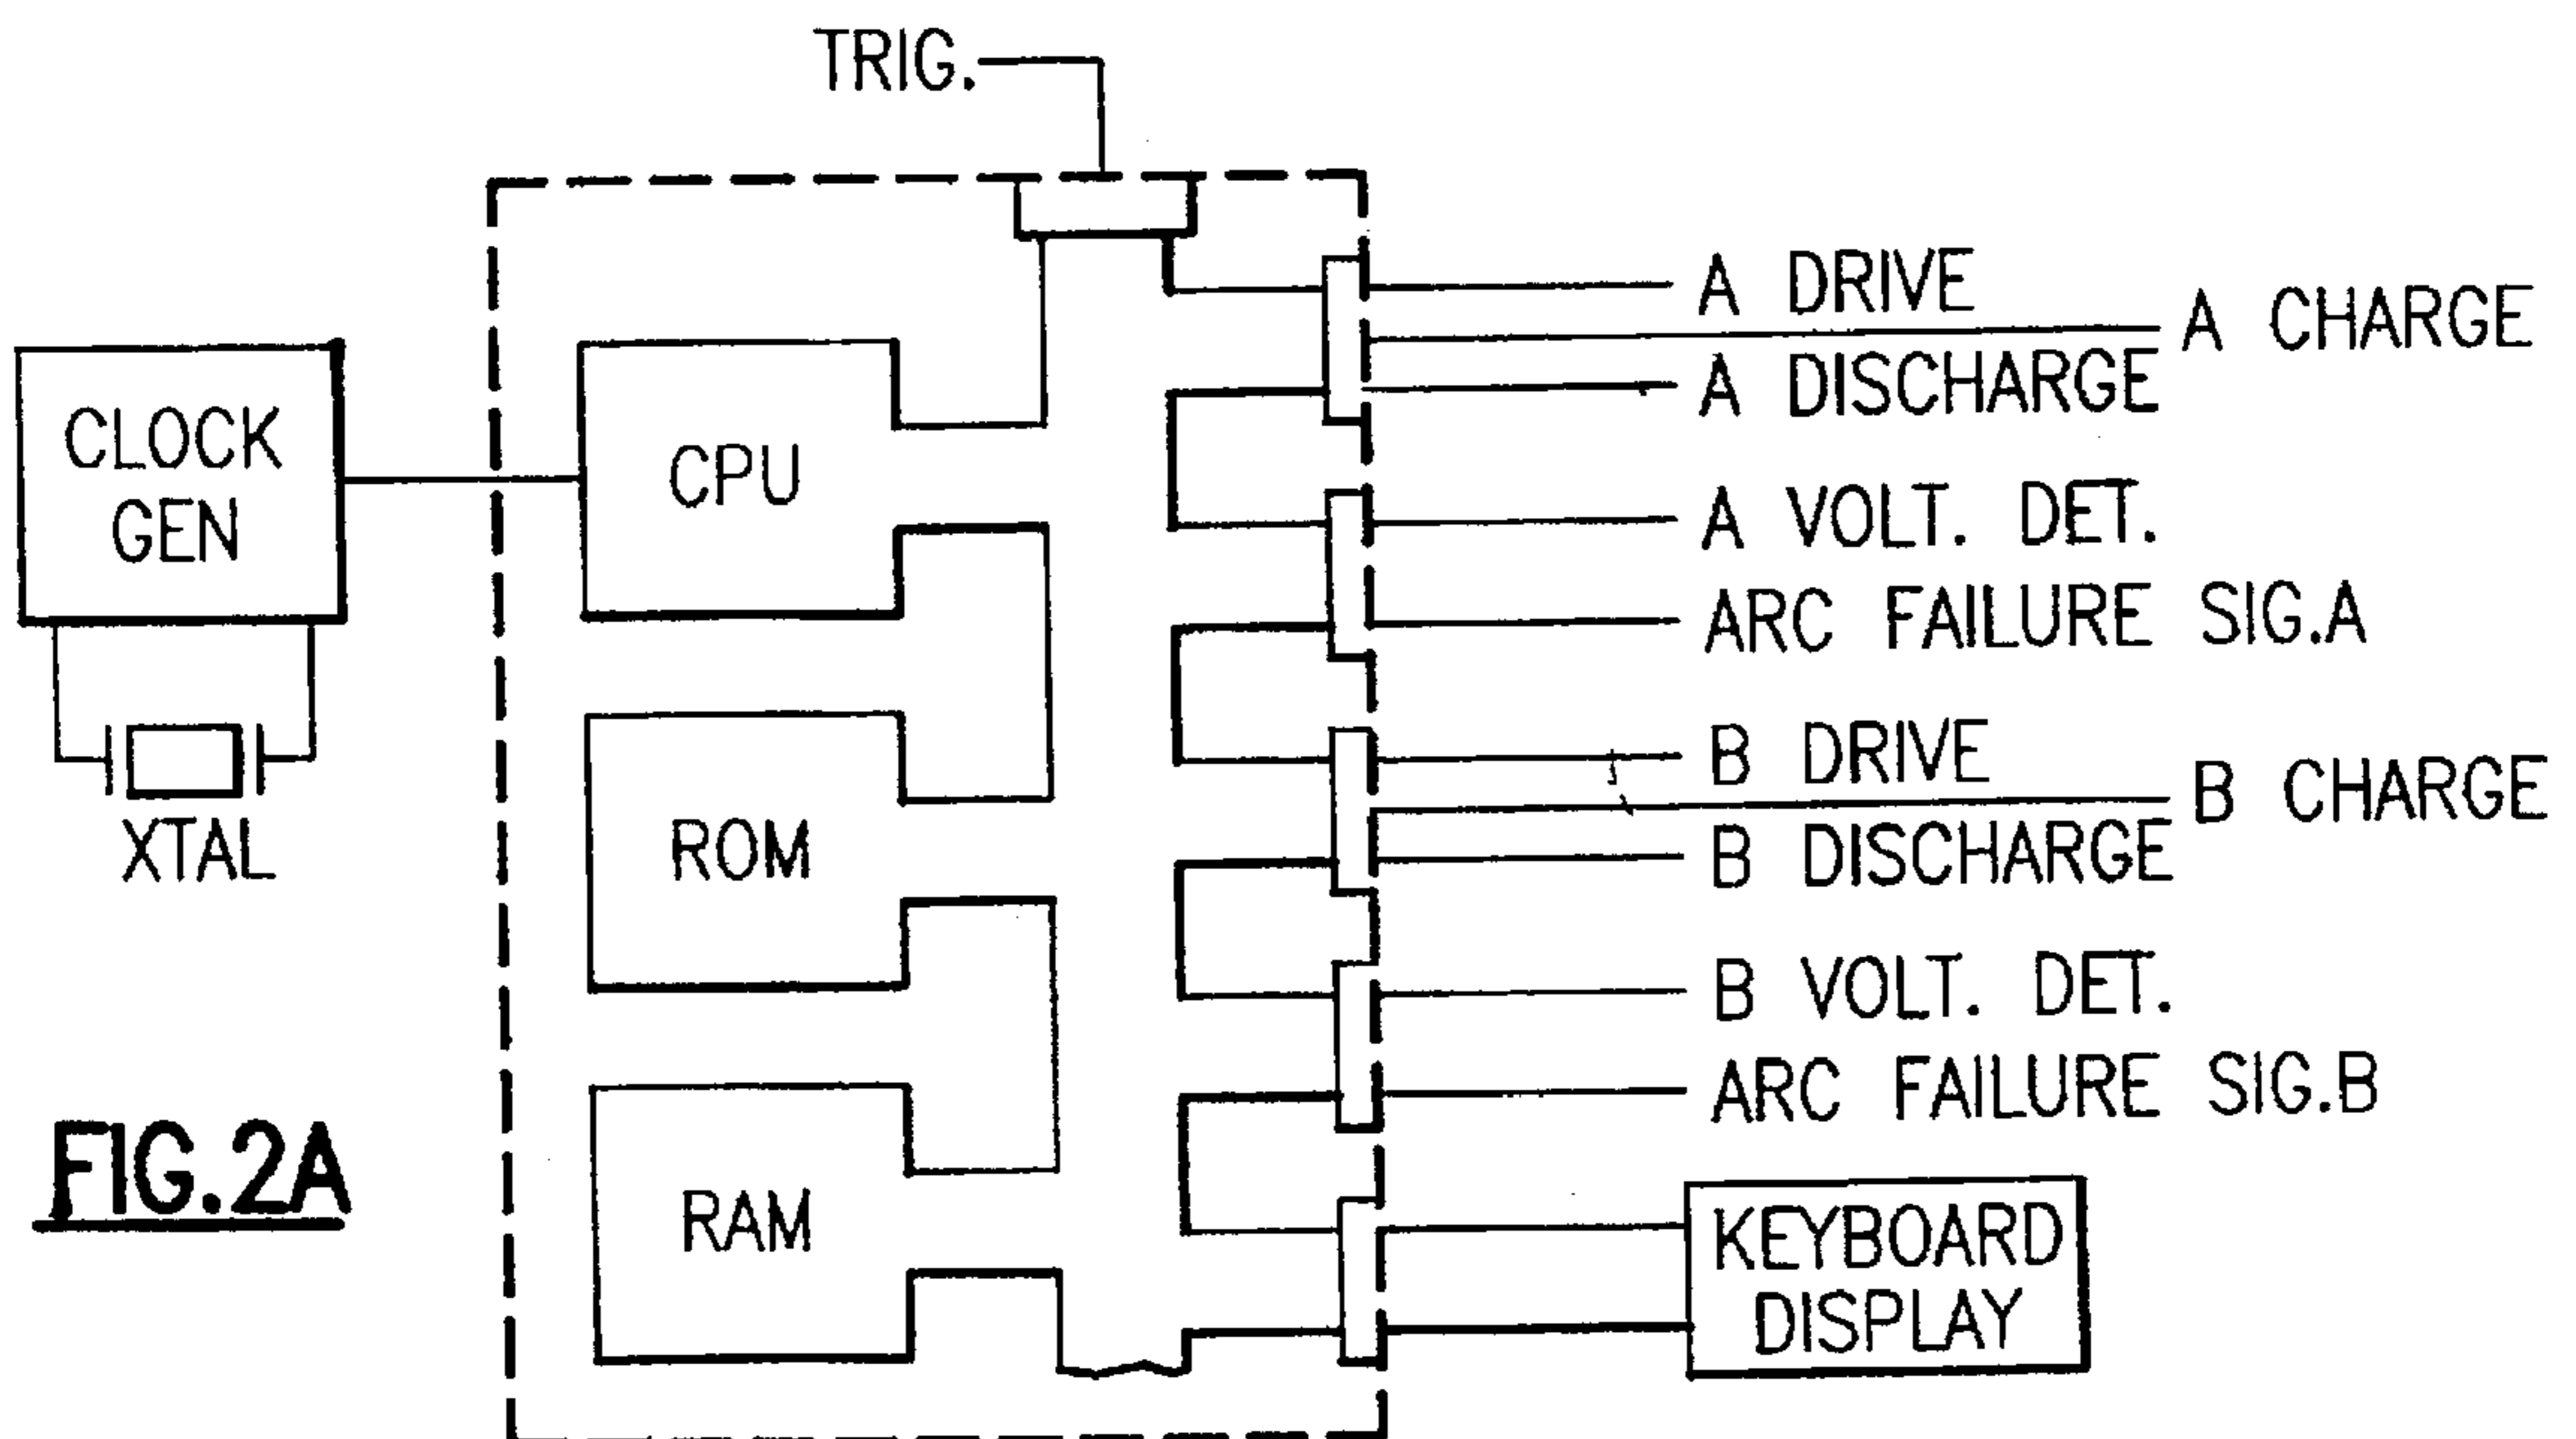 TRIG.
A DRIVE
A CHARGE
A DISCHARGE
CLOCK
GEN
CPU
A VOLT. DET.
ARC FAILURE SIG.A
B DRIVE
B CHARGE
B DISCHARGE
XTAL
ROM
B VOLT. DET.
ARC FAILURE SIG.B
FIG.2A
RAM
KEYBOARD
DISPLAY